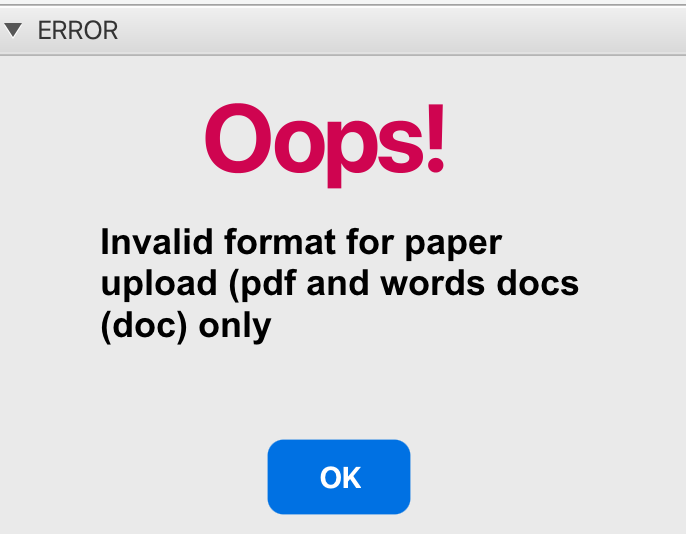 ERROR
Oops!
Invalid format for paper
upload (pdf and words docs
(doc) only
OK